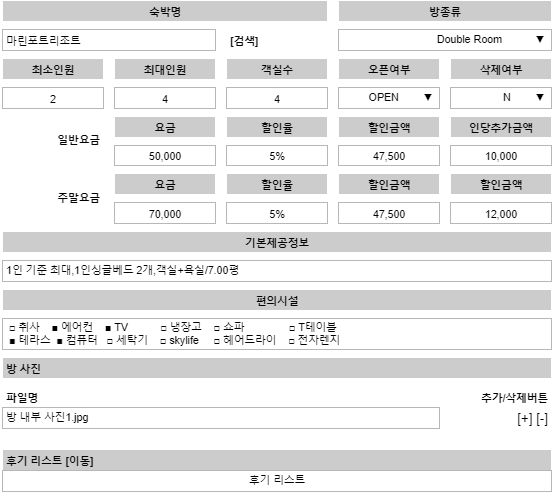 숙박명 방종류
마린포트리조트 [검색] Double Room ▼
최소인원 최대인원 객실수 오픈여부 삭제여부
2 4 4 OPEN ▼ N ▼
요금 할인율 할인금액 인당추가금액
일반요금
50,000 5% 47,500 10,000
요금 할인율 할인금액 할인금액
주말요금
70,000 5% 47,500 12,000
기본제공정보
1인 기준 최대,1인싱글베드 2개,객실+욕실/7.00평
편의시설
□ 취사 ■ 에어컨 ■ TV □ 냉장고 □ 쇼파 □ T테이블
■ 테라스 ■ 컴퓨터 □ 세탁기 □ skylife □ 헤어드라이 □ 전자렌지
방 사진
파일명 추가/삭제버튼
방 내부 사진1.jpg [+] [-]
후기 리스트 [이동]
후기 리스트